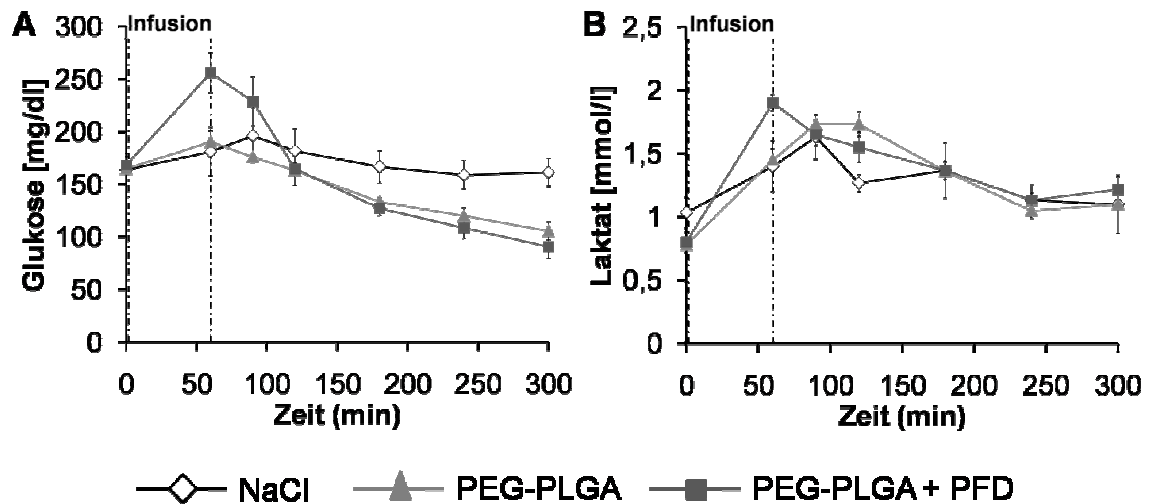 A
Infusion
Glukose [mg/dl]
300
250
200
150
100
50
0
0 50 100 150 200 250 300
Zeit (min)
B
Infusion
Laktat [mmol/l]
2,5
2
1,5
1
0,5
0
0 50 100 150 200 250 300
Zeit (min)
NaCl PEG-PLGA PEG-PLGA + PFD